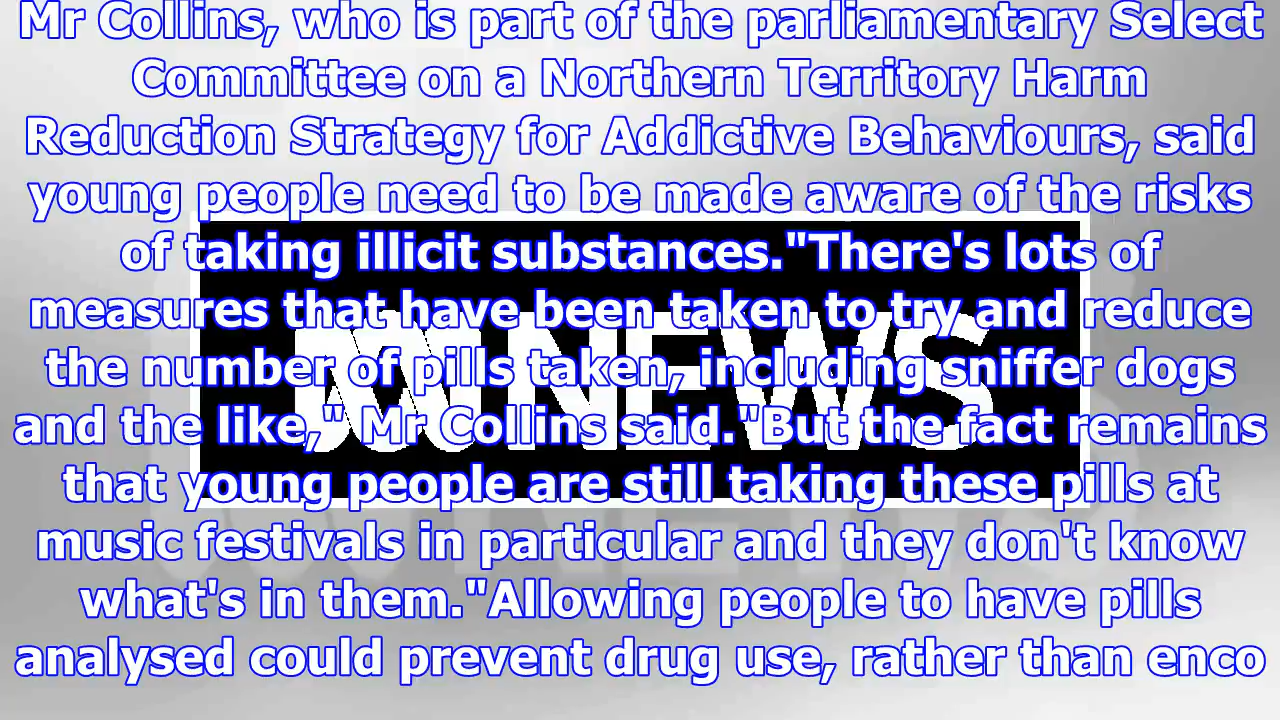 Mr Collins, who is part of the parliamentary Select
Committee on a Northern Territory Harm
Reduction Strategy for Addictive Behaviours, said
young people need to be made aware of the risks
of taking illicit substances."There's lots of
measures that have been taken to try and reduce
the number of pills taken, including sniffer dogs
and the like," Mr Collins said."But the fact remains
that young people are still taking these pills at
music festivals in particular and they don't know
what's in them."Allowing people to have pills
analysed could prevent drug use, rather than enco
NEWS